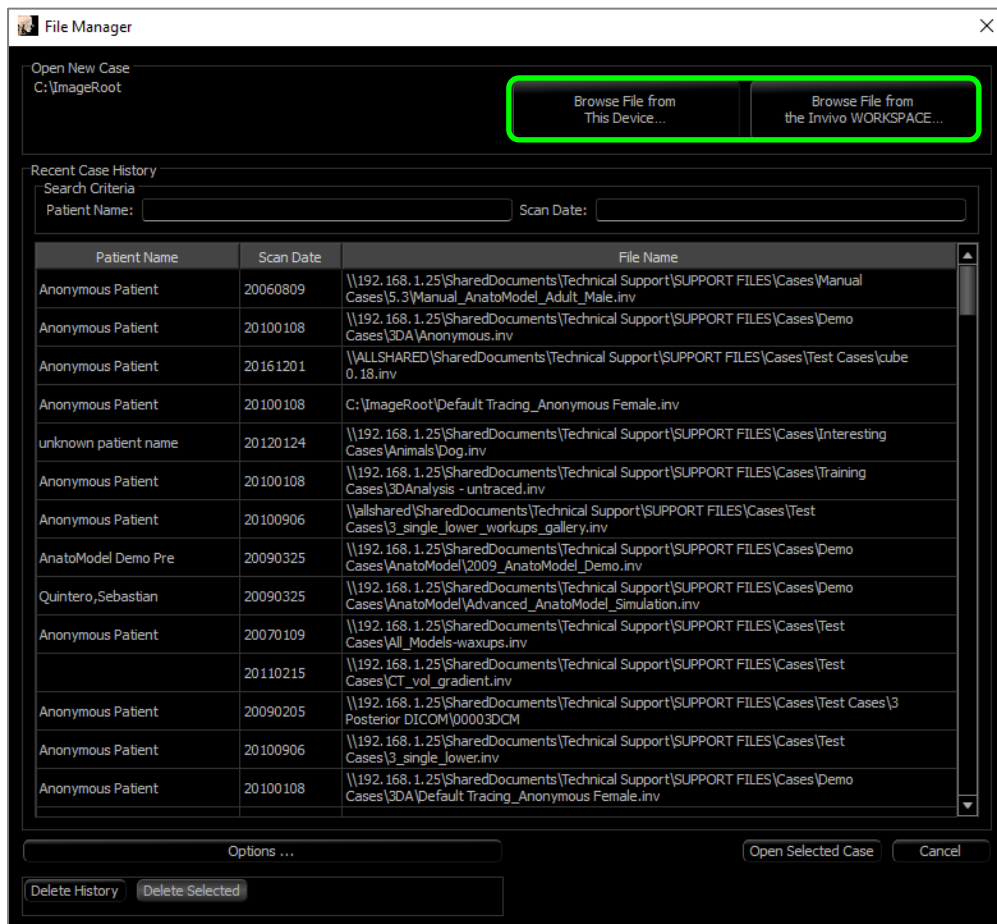 File Manager
Open New Case
C:\ImageRoot
Browse File from
This Device...
Browse File from
the Invivo WORKSPACE...
Recent Case History
Search Criteria
Patient Name:
Scan Date:
Patient Name Scan Date File Name
Anonymous Patient 20060809 \\192.168.1.25\SharedDocuments\Technical Support\SUPPORT FILES\Cases\Manual
Cases\5.3\Manual_AnatoModel_Adult_Male.inv
Anonymous Patient 20100108 \\192.168.1.25\SharedDocuments\Technical Support\SUPPORT FILES\Cases\Demo
Cases\3DA\Anonymous.inv
Anonymous Patient 20161201 \\ALLSHARED\SharedDocuments\Technical Support\SUPPORT FILES\Cases\Test Cases\cube
0.18.inv
Anonymous Patient 20100108 C:\ImageRoot\Default Tracing_Anonymous Female.inv
unknown patient name 20120124 \\192.168.1.25\SharedDocuments\Technical Support\SUPPORT FILES\Cases\Interesting
Cases\Animals\Dog.inv
Anonymous Patient 20100108 \\192.168.1.25\SharedDocuments\Technical Support\SUPPORT FILES\Cases\Training
Cases\3DAnalysis - untraced.inv
Anonymous Patient 20100906 \\allshared\SharedDocuments\Technical Support\SUPPORT FILES\Cases\Test
Cases\3_single_lower_workups_gallery.inv
AnatoModel Demo Pre 20090325 \\192.168.1.25\SharedDocuments\Technical Support\SUPPORT FILES\Cases\Demo
Cases\AnatoModel\2009_AnatoModel_Demo.inv
Quintero,Sebastian 20090325 \\192.168.1.25\SharedDocuments\Technical Support\SUPPORT FILES\Cases\Demo
Cases\AnatoModel\Advanced_AnatoModel_Simulation.inv
Anonymous Patient 20070109 \\192.168.1.25\SharedDocuments\Technical Support\SUPPORT FILES\Cases\Test
Cases\All_Models-waxups.inv
20110215 \\192.168.1.25\SharedDocuments\Technical Support\SUPPORT FILES\Cases\Test
Cases\CT_vol_gradient.inv
Anonymous Patient 20090205 \\192.168.1.25\SharedDocuments\Technical Support\SUPPORT FILES\Cases\Test Cases\3
Posterior DICOM\00003DCM
Anonymous Patient 20100906 \\192.168.1.25\SharedDocuments\Technical Support\SUPPORT FILES\Cases\Test
Cases\3_single_lower.inv
Anonymous Patient 20100108 \\192.168.1.25\SharedDocuments\Technical Support\SUPPORT FILES\Cases\Demo
Cases\3DA\Default Tracing_Anonymous Female.inv
Options ...
Open Selected Case
Cancel
Delete History
Delete Selected